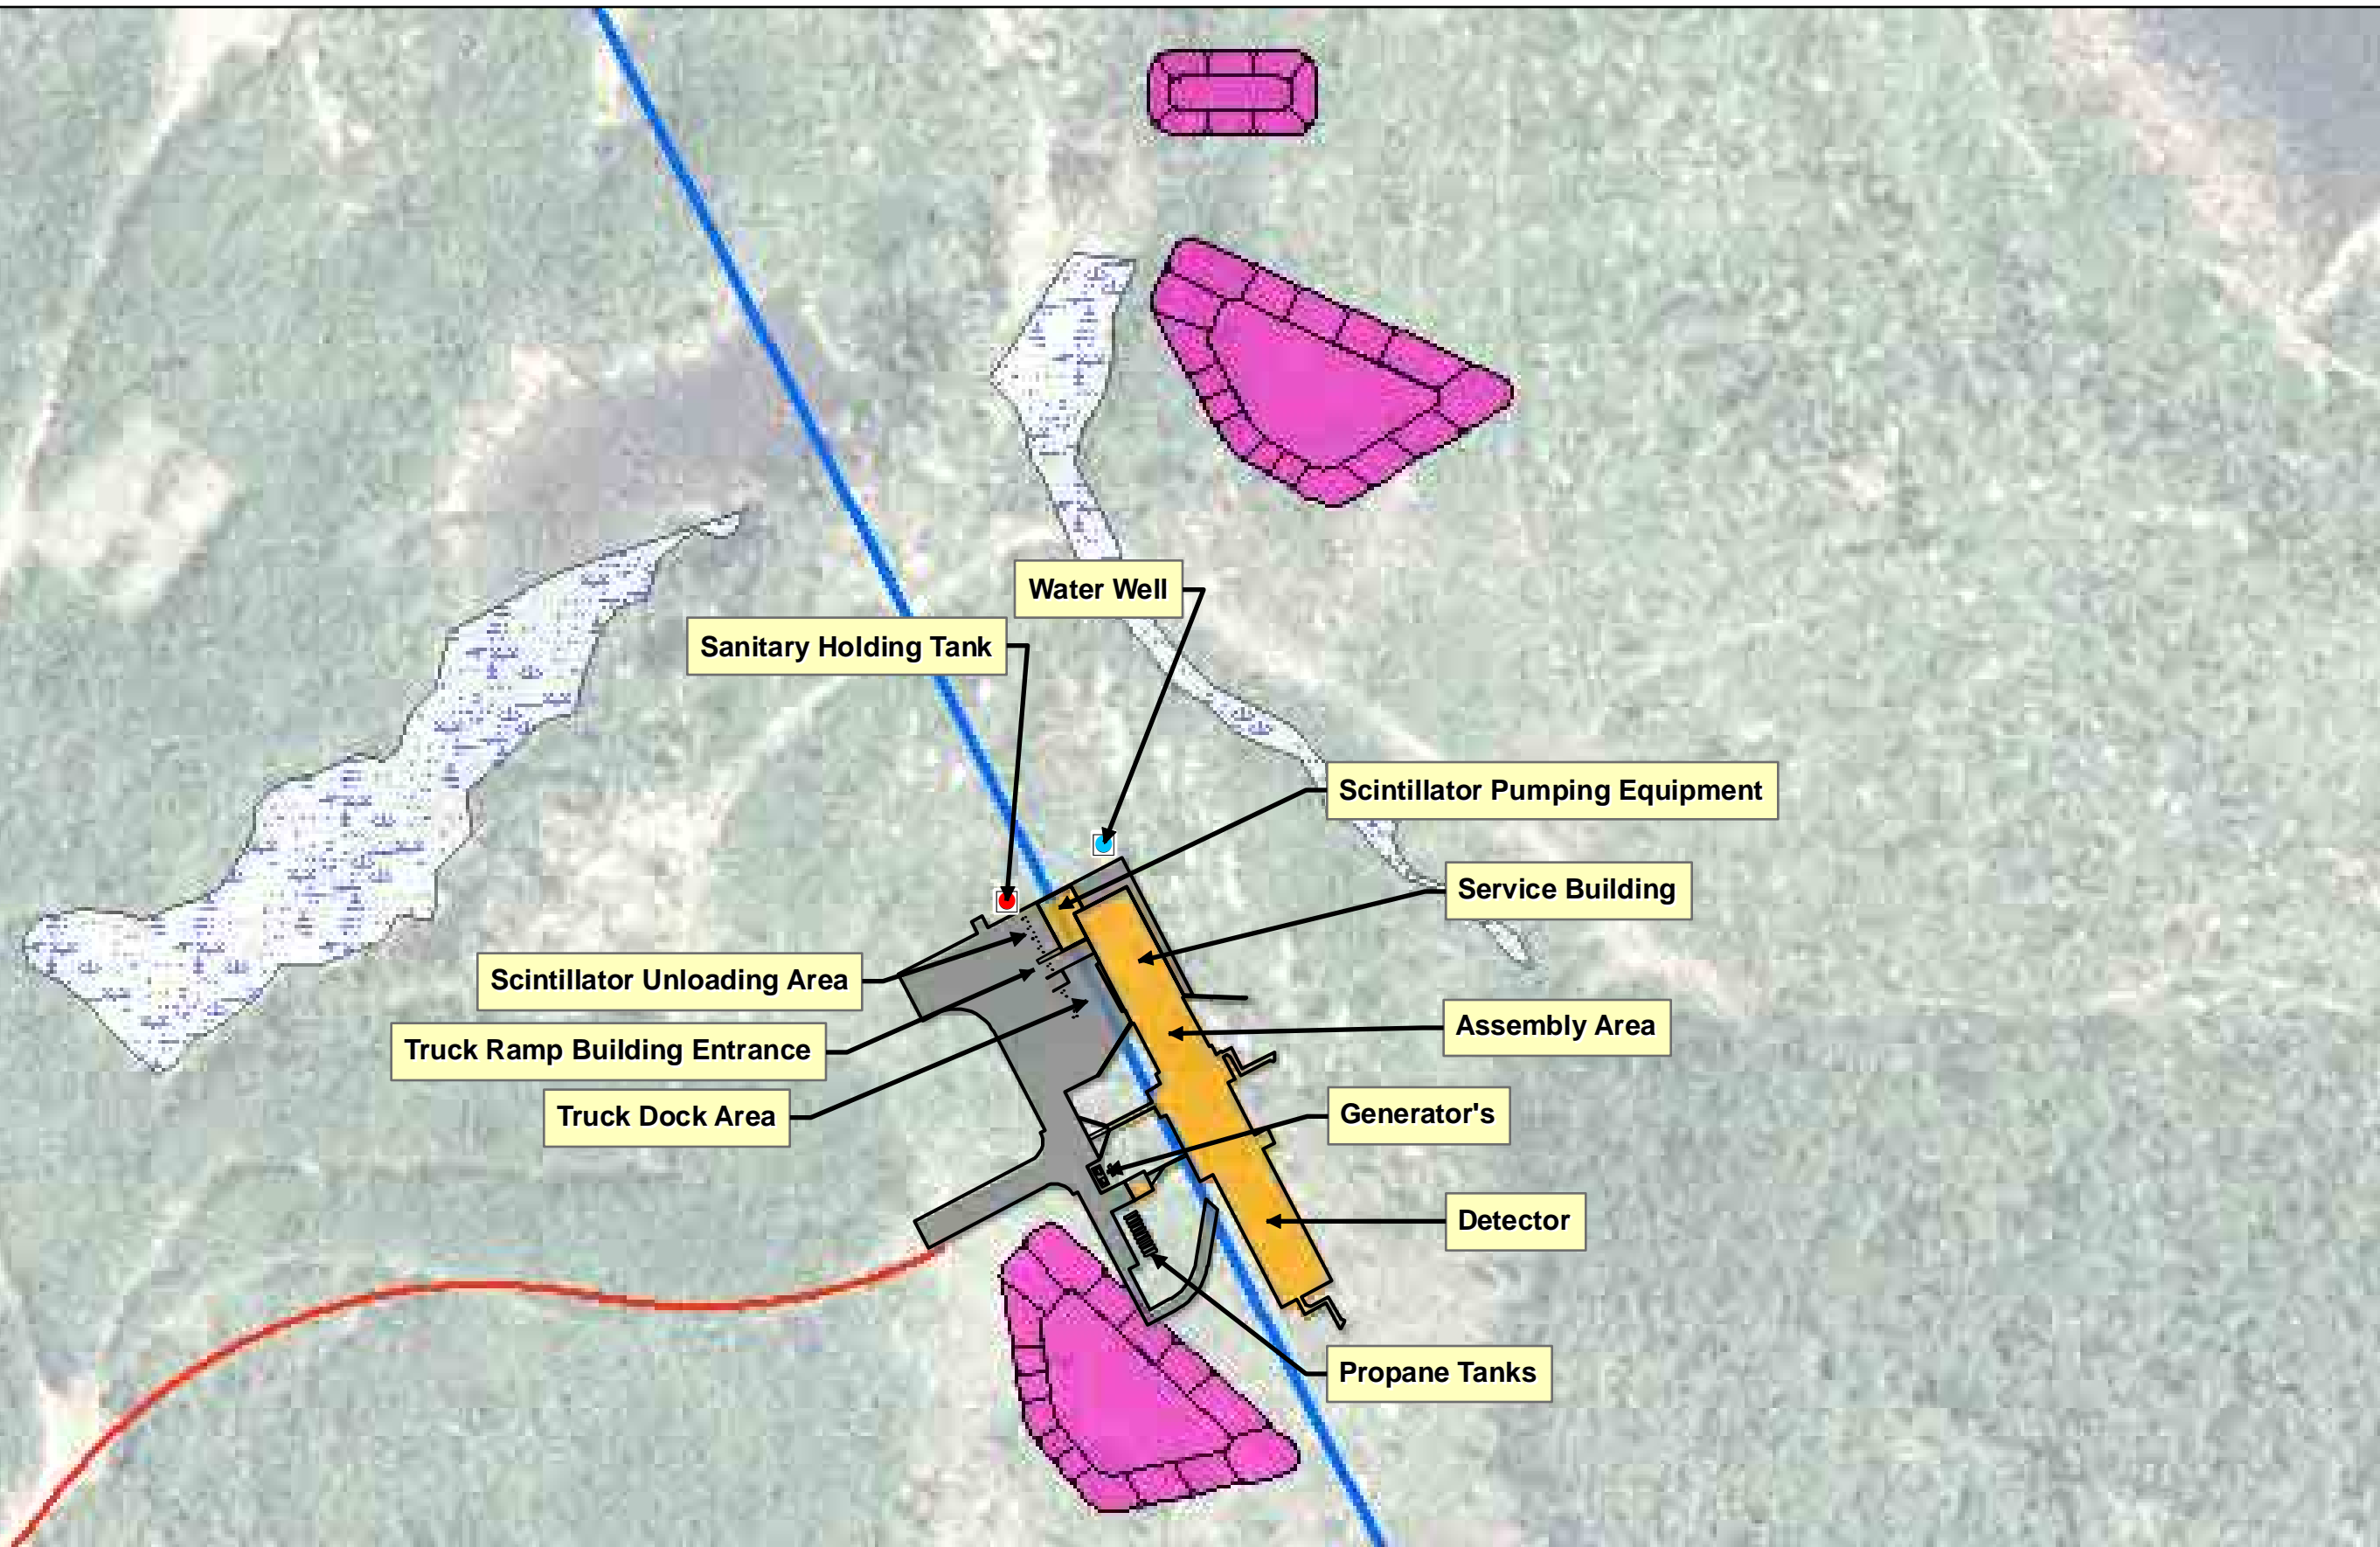 Water Well
Sanitary Holding Tank
Scintillator Pumping Equipment
Service Building
Scintillator Unloading Area
Assembly Area
Truck Ramp Building Entrance
Truck Dock Area
Generator's
Detector
Propane Tanks